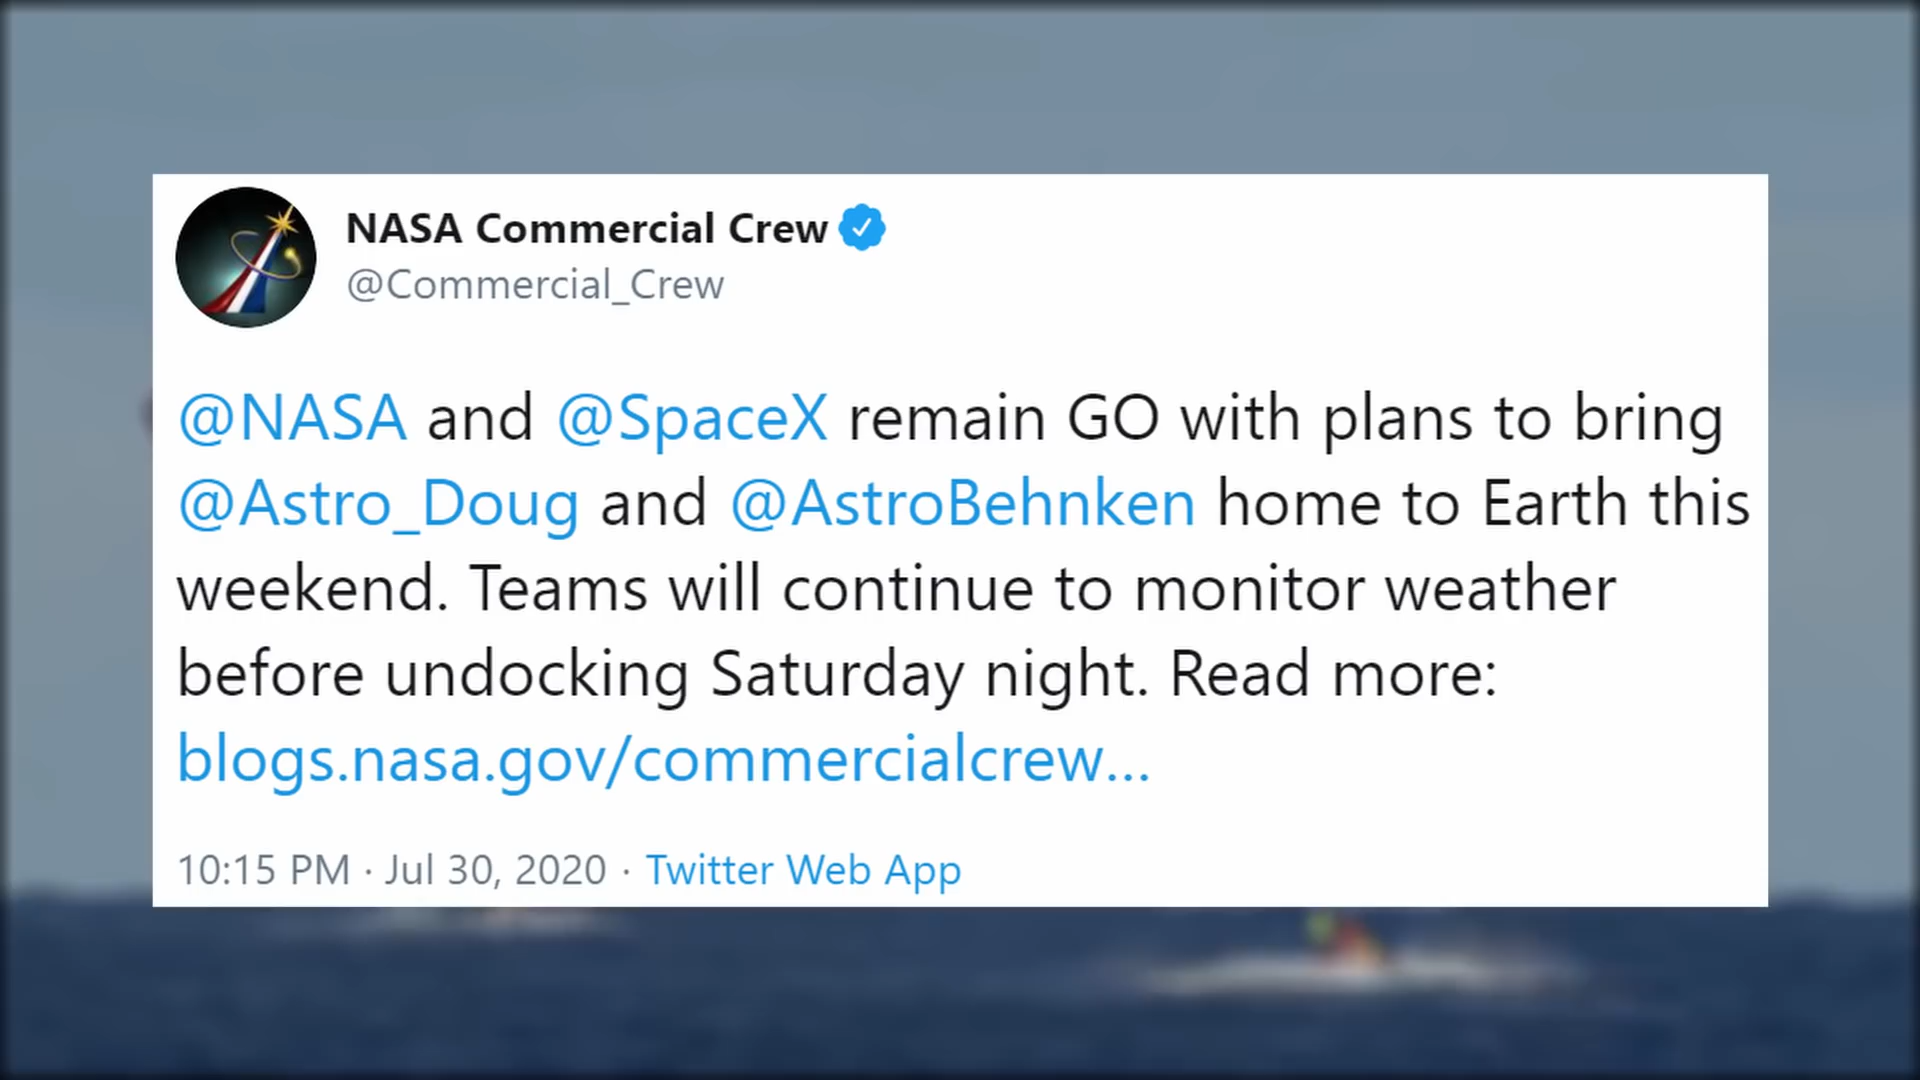 NASA Commercial Crew
@Commercial_Crew
@NASA and @SpaceX remain GO with plans to bring
@Astro_Doug and @AstroBehnken home to Earth this
weekend. Teams will continue to monitor weather
before undocking Saturday night. Read more:
blogs.nasa.gov/commercialcrew...
10:15 PM · Jul 30, 2020 · Twitter Web App